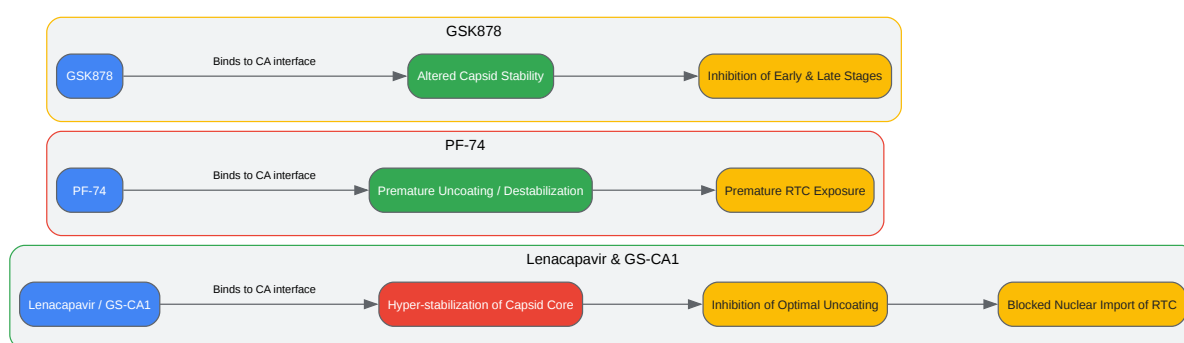 GSK878
GSK878
Binds to CA interface
Altered Capsid Stability
Inhibition of Early & Late Stages
PF-74
PF-74
Binds to CA interface
Premature Uncoating / Destabilization
Premature RTC Exposure
Lenacapavir & GS-CA1
Lenacapavir / GS-CA1
Binds to CA interface
Hyper-stabilization of Capsid Core
Inhibition of Optimal Uncoating
Blocked Nuclear Import of RTC